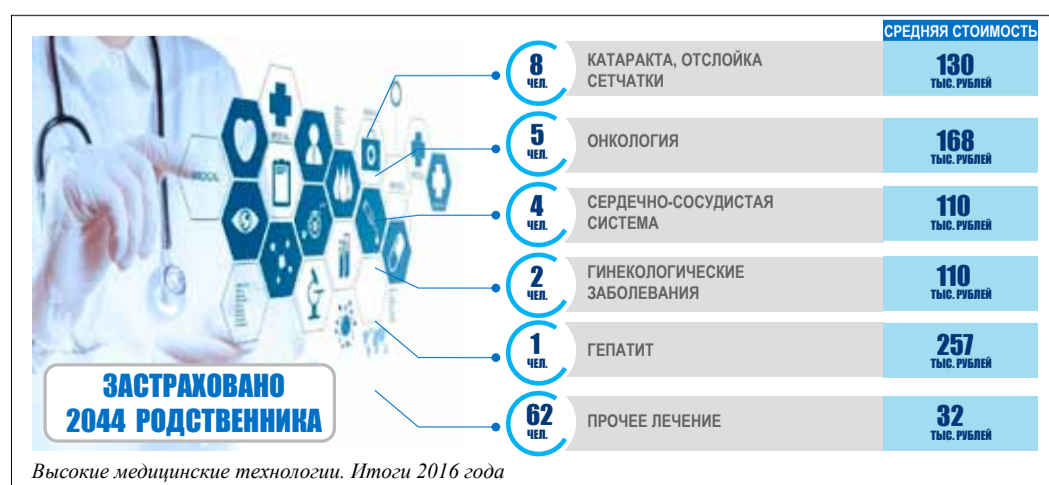 СРЕДНЯЯ СТОИМОСТЬ
8
ЧЕЛ.
КАТАРАКТА, ОТСЛОЙКА
СЕТЧАТКИ
130
ТЫС. РУБЛЕЙ
5
ЧЕЛ.
ОНКОЛОГИЯ
168
ТЫС. РУБЛЕЙ
4
ЧЕЛ.
СЕРДЕЧНО-СОСУДИСТАЯ
СИСТЕМА
110
ТЫС. РУБЛЕЙ
2
ЧЕЛ.
ГИНЕКОЛОГИЧЕСКИЕ
ЗАБОЛЕВАНИЯ
110
ТЫС. РУБЛЕЙ
1
ЧЕЛ.
ГЕПАТИТ
257
ТЫС. РУБЛЕЙ
62
ЧЕЛ.
ПРОЧЕЕ ЛЕЧЕНИЕ
32
ТЫС. РУБЛЕЙ
ЗАСТРАХОВАНО
2044 РОДСТВЕННИКА
Высокие медицинские технологии. Итоги 2016 года